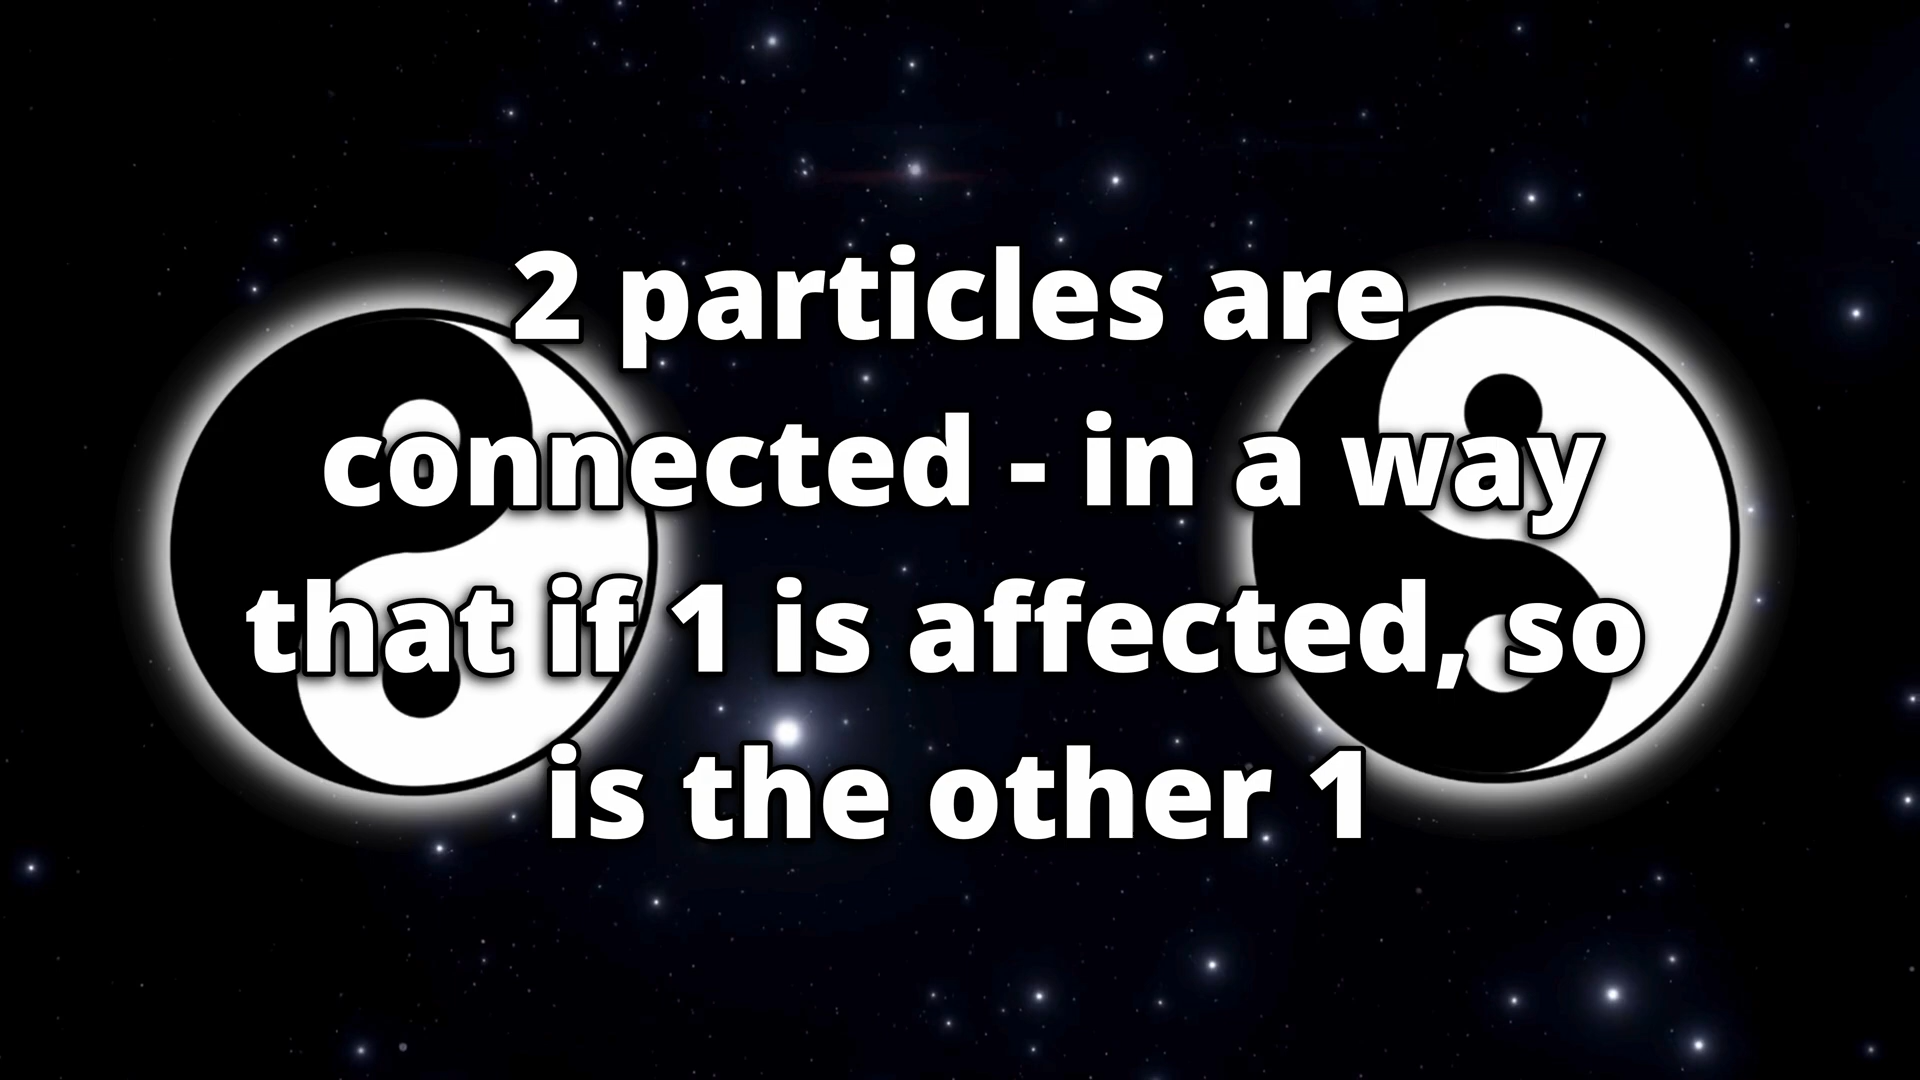 2 particles are
connected - in a way
that if 1 is affected, so
is the other 1